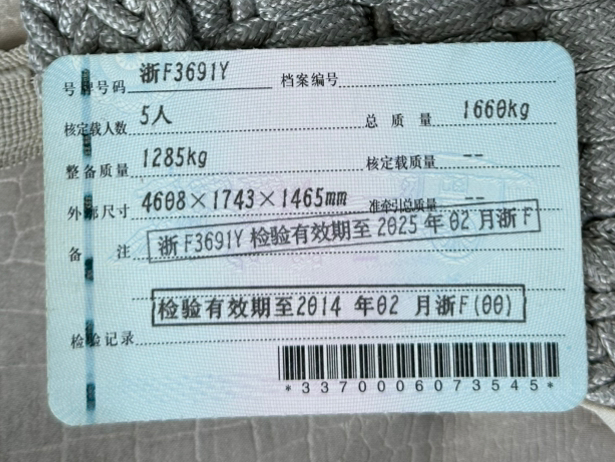 号牌号码 浙F3691Y 档案编号
核定载人数 5人 总质量 1660kg
整备质量 1285kg 核定载质量 --
外廓尺寸 4608×1743×1465mm 准牵引总质量 --
备注 浙F3691Y 检验有效期至2025年02月浙F
检验有效期至2014年02月浙F(00)
检验记录
*3370006073545*